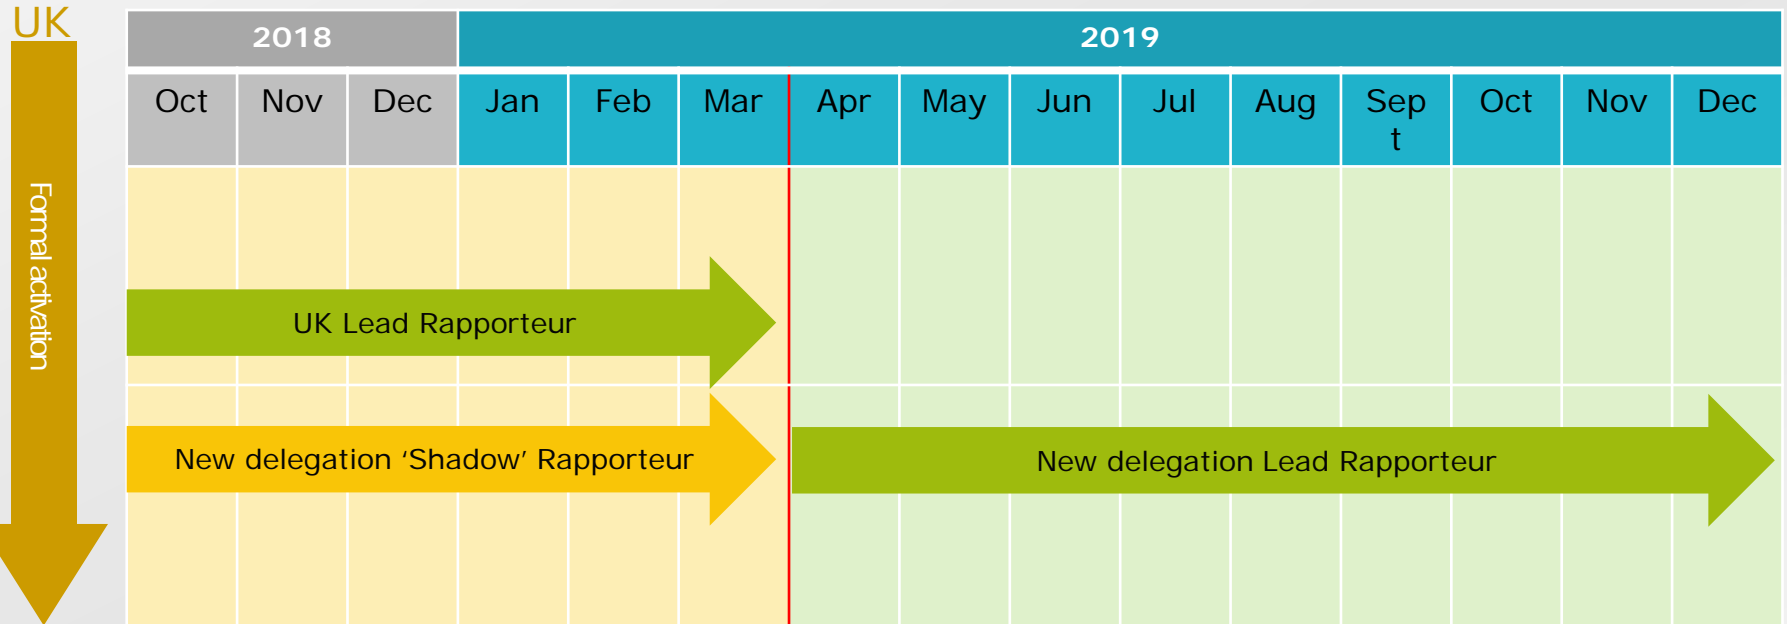 UK
2018
2019
Oct
Nov
Dec
Jan
Feb
Mar
Apr
May
Jun
Jul
Aug
Sep
t
Oct
Nov
Dec
Formal activation
UK Lead Rapporteur
New delegation ‘Shadow’ Rapporteur
New delegation Lead Rapporteur